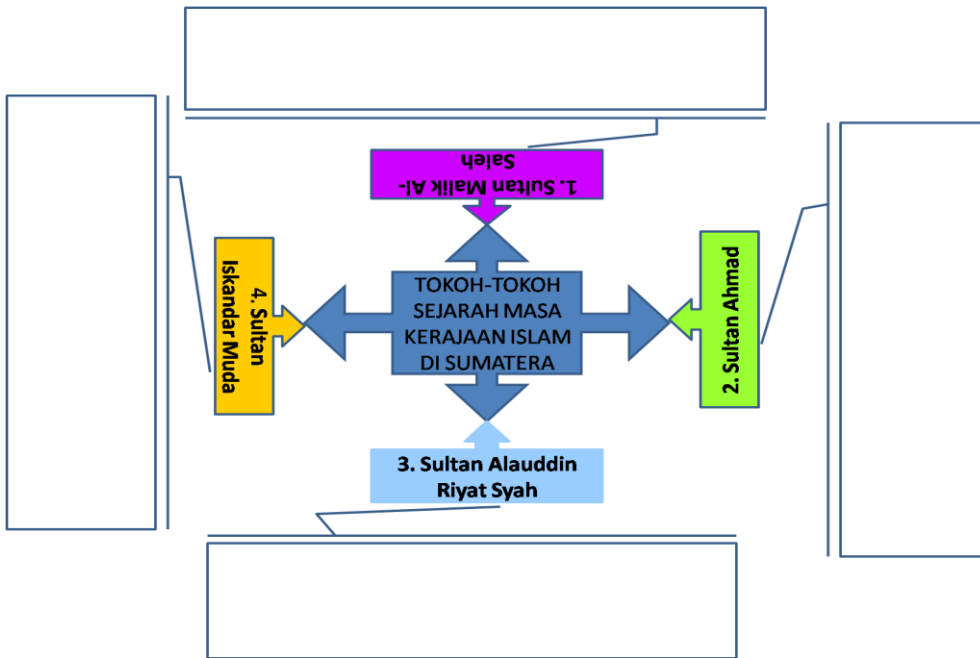 1. Sultan Malik Al-
Saleh
TOKOH-TOKOH
SEJARAH MASA
KERAJAAN ISLAM
DI SUMATERA
2. Sultan Ahmad
3. Sultan Alauddin
Riyat Syah
4. Sultan
Iskandar Muda